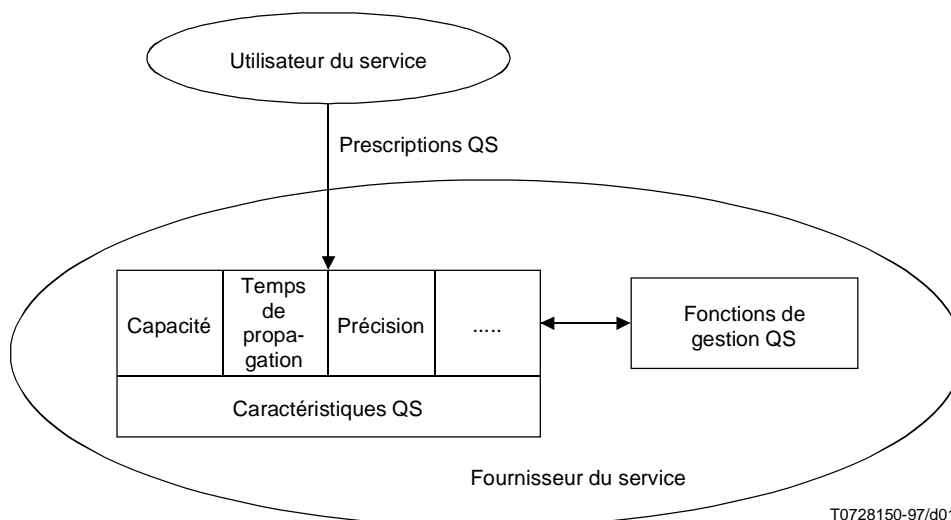 Utilisateur du service
Prescriptions QS
Capacité
Temps
de
propa-
gation
Précision
.....
Fonctions de
gestion QS
Caractéristiques QS
Fournisseur du service
T0728150-97/d01